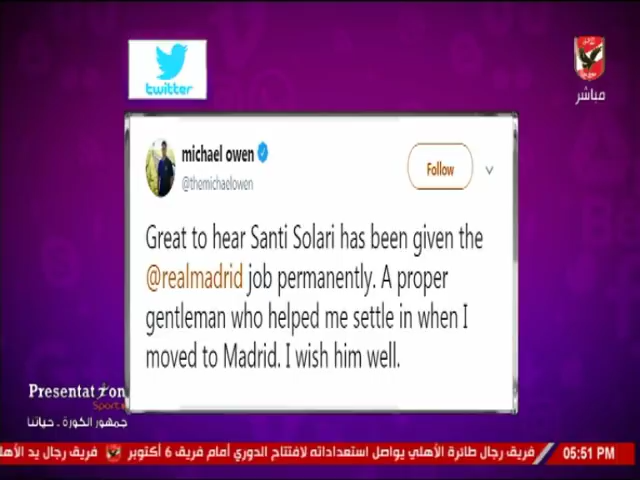 twitter
مباشر
michael owen
@themichaelowen
Follow
Great to hear Santi Solari has been given the
@realmadrid job permanently. A proper
gentleman who helped me settle in when I
moved to Madrid. I wish him well.
Presentation
Sports
جمهور الكورة .. حياتنا
فريق رجال طائرة الأهلي يواصل استعداداته لافتتاح الدوري أمام فريق 6 أكتوبر
فريق رجال يد الأهلي
05:51 PM